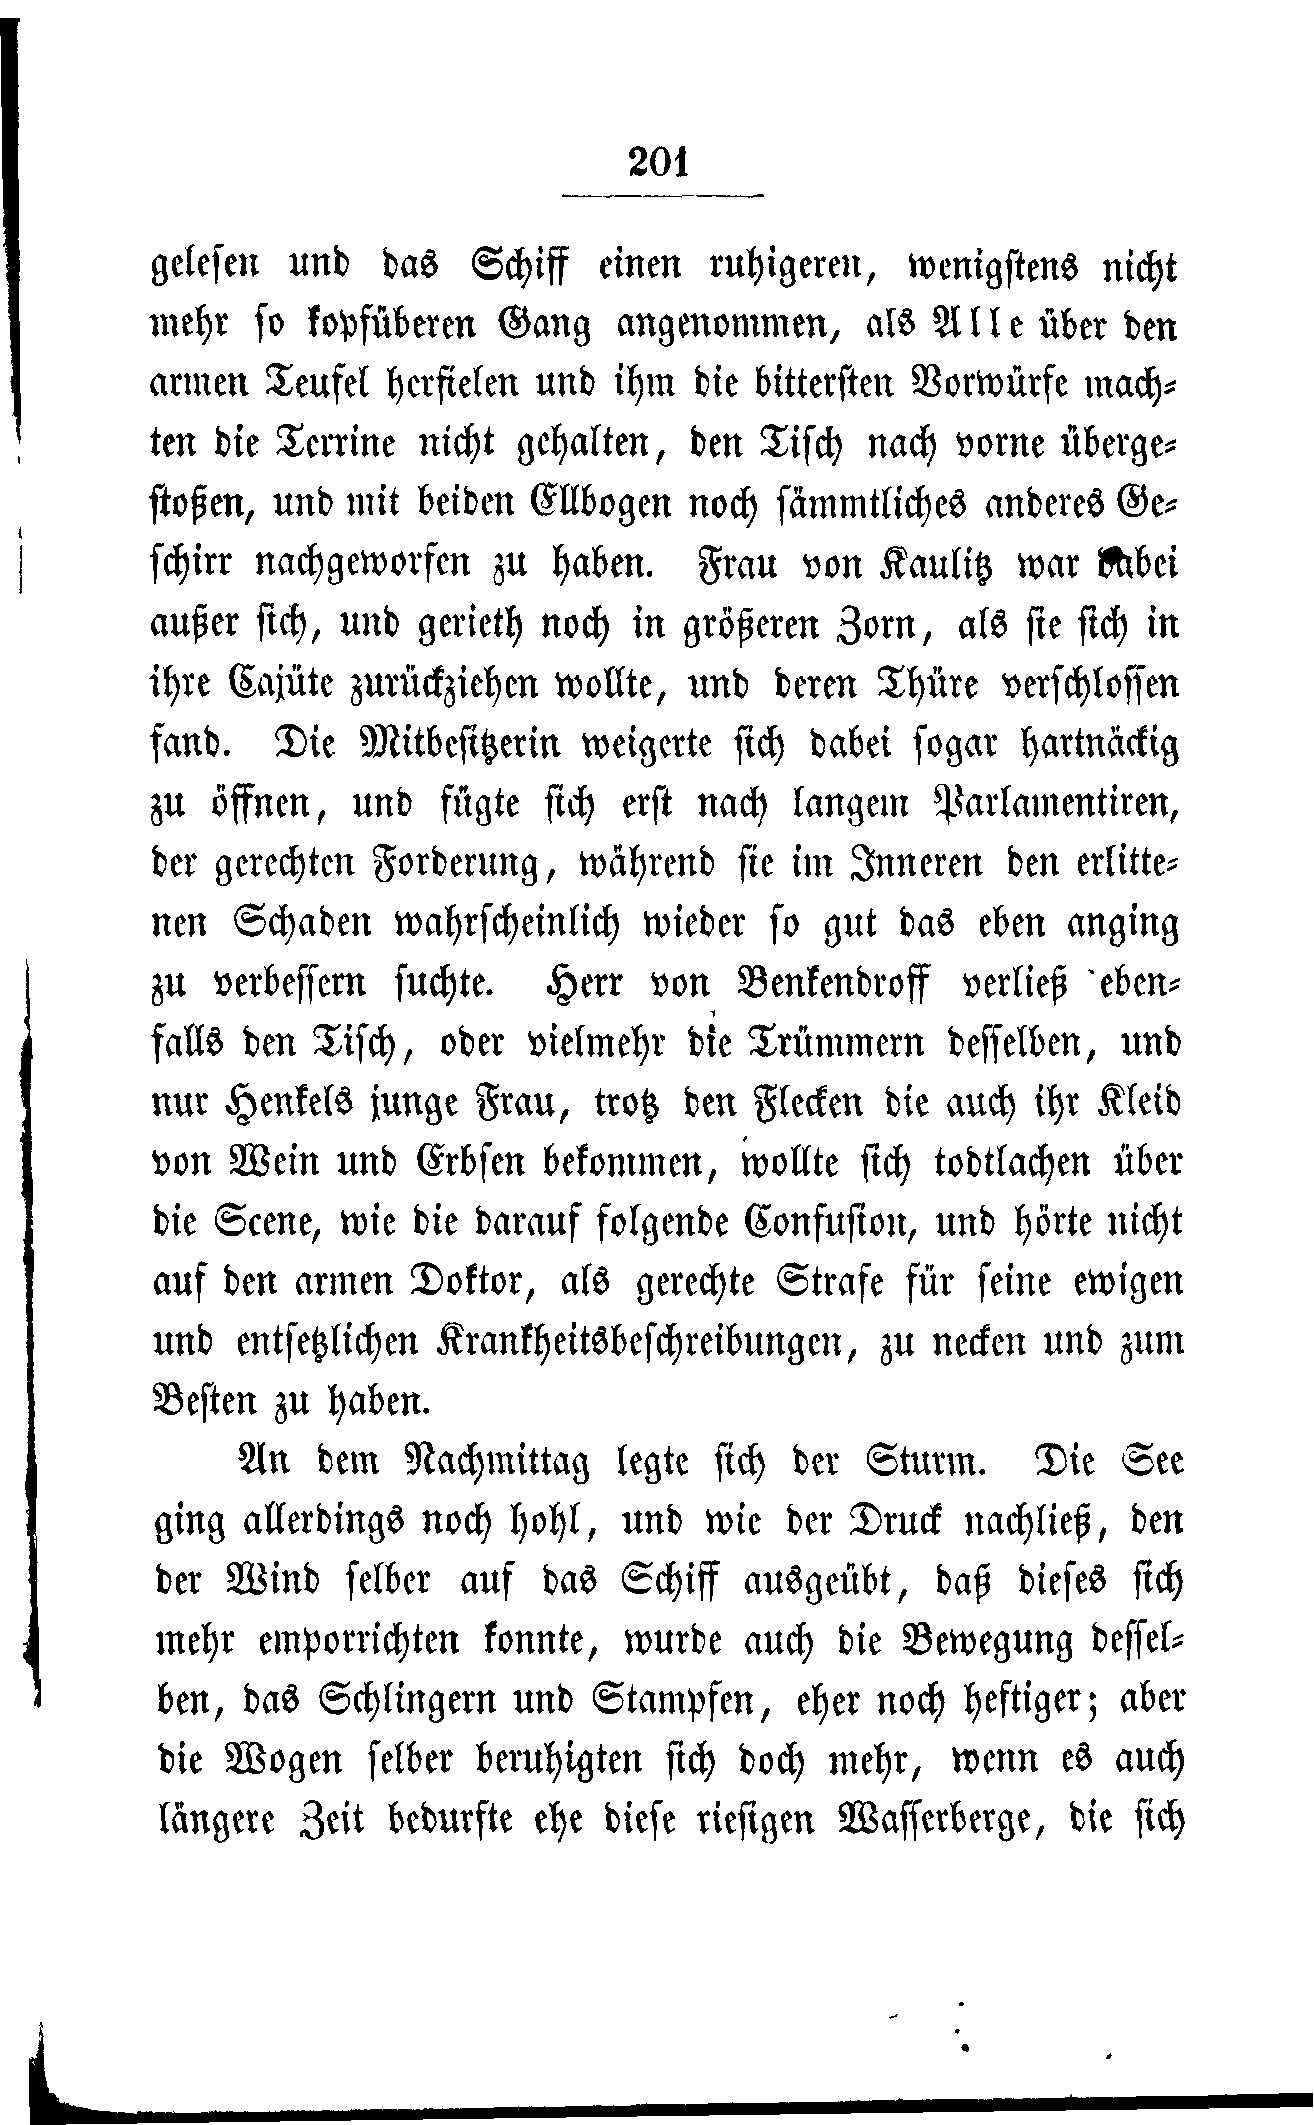 201
gelesen und das Schiff einen ruhigeren, wenigstens nicht
mehr so kopfüberen Gang angenommen, als Alle über den
armen Teufel herfielen und ihm die bittersten Vorwürfe mach-
ten die Terrine nicht gehalten, den Tisch nach vorne überge-
stoßen, und mit beiden Ellbogen noch sämmtliches anderes Ge-
schirr nachgeworfen zu haben. Frau von Kaulitz war dabei
außer sich, und gerieth noch in größeren Zorn, als sie sich in
ihre Cajüte zurückziehen wollte, und deren Thüre verschlossen
fand. Die Mitbesitzerin weigerte sich dabei sogar hartnäckig
zu öffnen, und fügte sich erst nach langem Parlamentiren,
der gerechten Forderung, während sie im Inneren den erlitte-
nen Schaden wahrscheinlich wieder so gut das eben anging
zu verbessern suchte. Herr von Benkendroff verließ eben-
falls den Tisch, oder vielmehr die Trümmern desselben, und
nur Henkels junge Frau, trotz den Flecken die auch ihr Kleid
von Wein und Erbsen bekommen, wollte sich todtlachen über
die Scene, wie die darauf folgende Confusion, und hörte nicht
auf den armen Doktor, als gerechte Strafe für seine ewigen
und entsetzlichen Krankheitsbeschreibungen, zu necken und zum
Besten zu haben.
An dem Nachmittag legte sich der Sturm. Die See
ging allerdings noch hohl, und wie der Druck nachließ, den
der Wind selber auf das Schiff ausgeübt, daß dieses sich
mehr emporrichten konnte, wurde auch die Bewegung dessel-
ben, das Schlingern und Stampfen, eher noch heftiger; aber
die Wogen selber beruhigten sich doch mehr, wenn es auch
längere Zeit bedurfte ehe diese riesigen Wasserberge, die sich